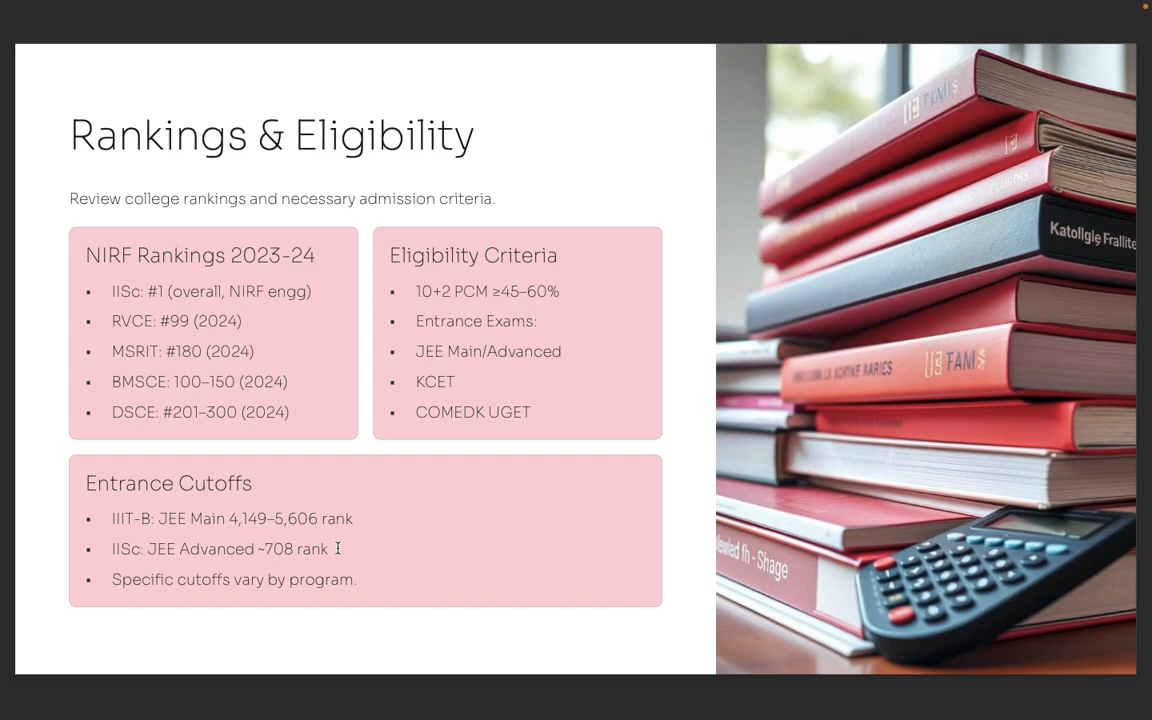 Rankings & Eligibility
Review college rankings and necessary admission criteria.
NIRF Rankings 2023-24
▪ IISc: #1 (overall, NIRF engg)
▪ RVCE: #99 (2024)
▪ MSRIT: #180 (2024)
▪ BMSCE: 100–150 (2024)
▪ DSCE: #201–300 (2024)
Eligibility Criteria
▪ 10+2 PCM ≥45–60%
▪ Entrance Exams:
▪ JEE Main/Advanced
▪ KCET
▪ COMEDK UGET
Entrance Cutoffs
▪ IIIT-B: JEE Main 4,149–5,606 rank
▪ IISc: JEE Advanced ~708 rank
▪ Specific cutoffs vary by program.